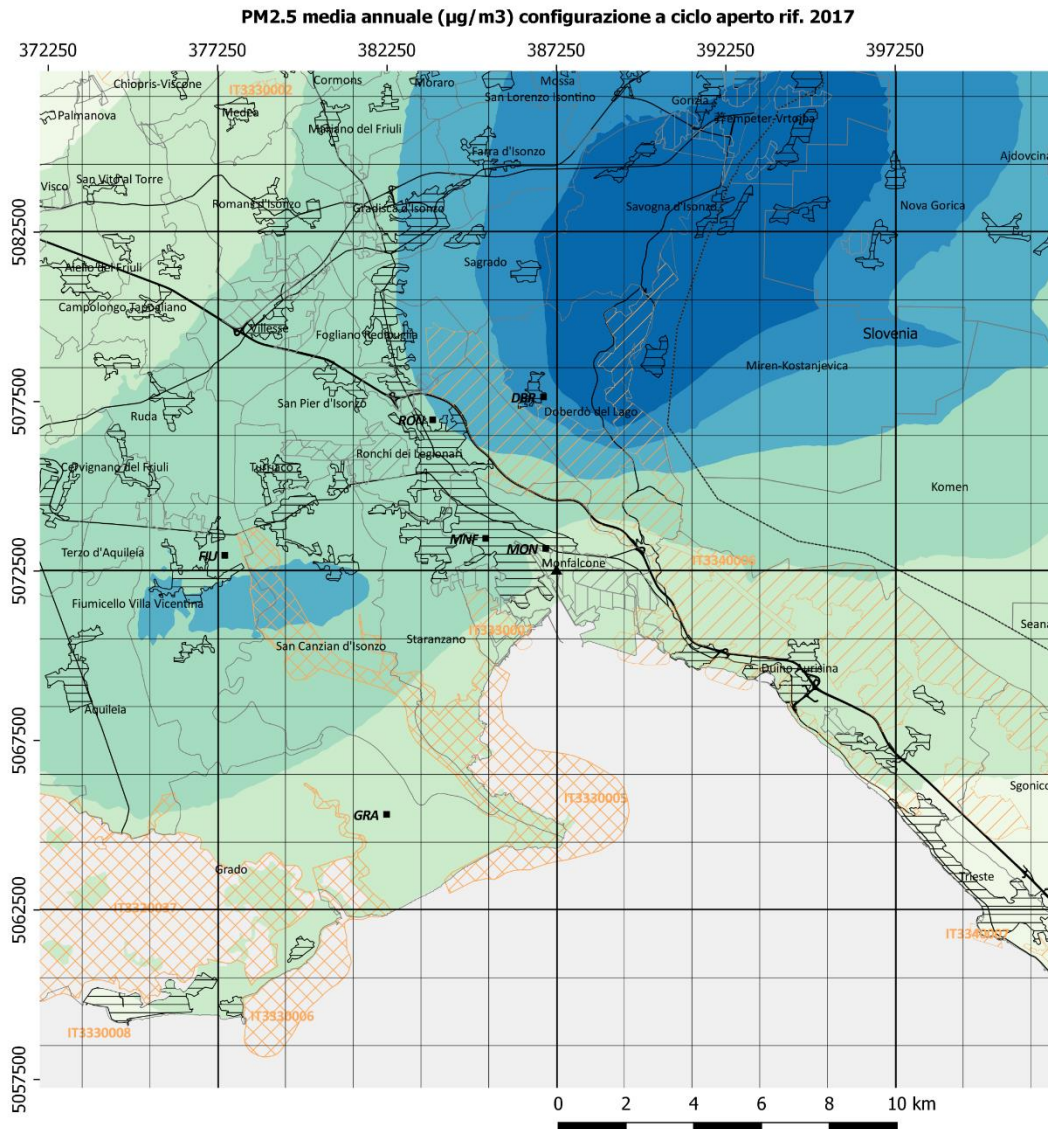 PM2.5 media annuale (µg/m3) configurazione a ciclo aperto rif. 2017
372250 377250 382250 387250 392250 397250
Chiopris-Viscone
IT3330002
Cormons
Moraro
Mossa
San Lorenzo Isontino
Gorizia
Palmanova
Medea
Mariano del Friuli
Šempeter-Vrtojba
Farra d'Isonzo
Ajdovcina
Visco
San Vito al Torre
Romans d'Isonzo
Gradisca d'Isonzo
Savogna d'Isonzo
Nova Gorica
5082500
Aiello del Friuli
Sagrado
Campolongo Tapogliano
Villesse
Fogliano Redipuglia
Slovenia
Miren-Kostanjevica
5077500
San Pier d'Isonzo
DBR
Doberdò del Lago
Ruda
RON
Ronchi dei Legionari
Cervignano del Friuli
Turriaco
Komen
Terzo d'Aquileia
FIU
MNF
MON
Monfalcone
IT3340006
5072500
Fiumicello Villa Vicentina
IT3330007
Staranzano
San Canzian d'Isonzo
Duino Aurisina
Aquileia
5067500
IT3330005
Sgonico
GRA
Grado
Trieste
IT3330037
5062500
IT3340007
IT3330006
IT3330008
5057500
0 2 4 6 8 10 km